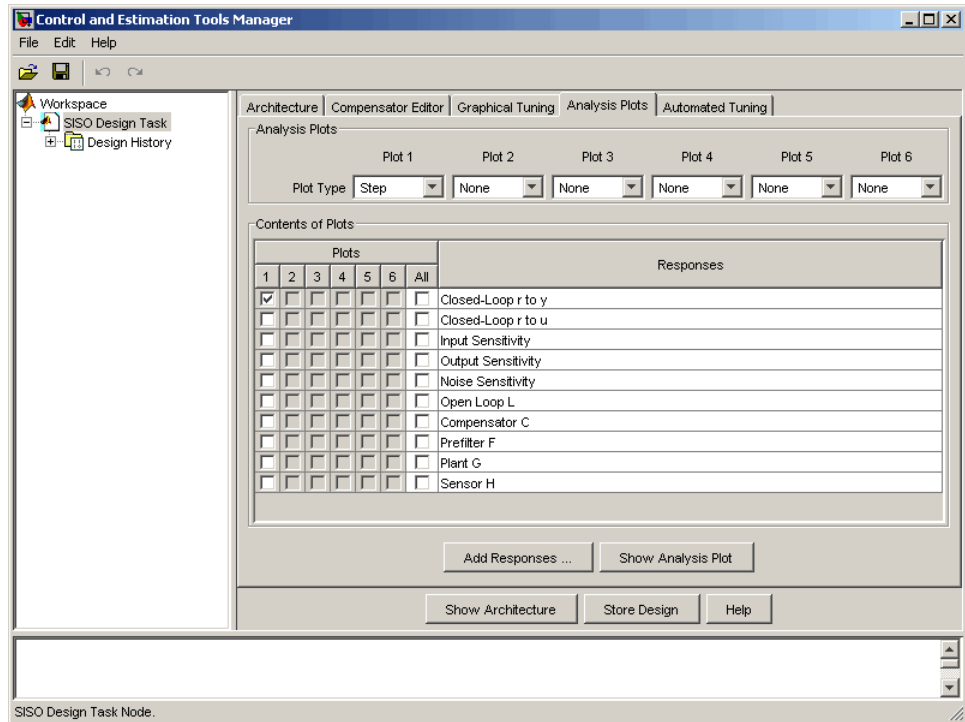 Control and Estimation Tools Manager
File Edit Help
Workspace
SISO Design Task
Design History
Architecture Compensator Editor Graphical Tuning Analysis Plots Automated Tuning
Analysis Plots
Plot 1 Plot 2 Plot 3 Plot 4 Plot 5 Plot 6
Plot Type Step None None None None None
Contents of Plots
Plots Responses
1 2 3 4 5 6 All
Closed-Loop r to y
Closed-Loop r to u
Input Sensitivity
Output Sensitivity
Noise Sensitivity
Open Loop L
Compensator C
Prefilter F
Plant G
Sensor H
Add Responses ... Show Analysis Plot
Show Architecture Store Design Help
SISO Design Task Node.